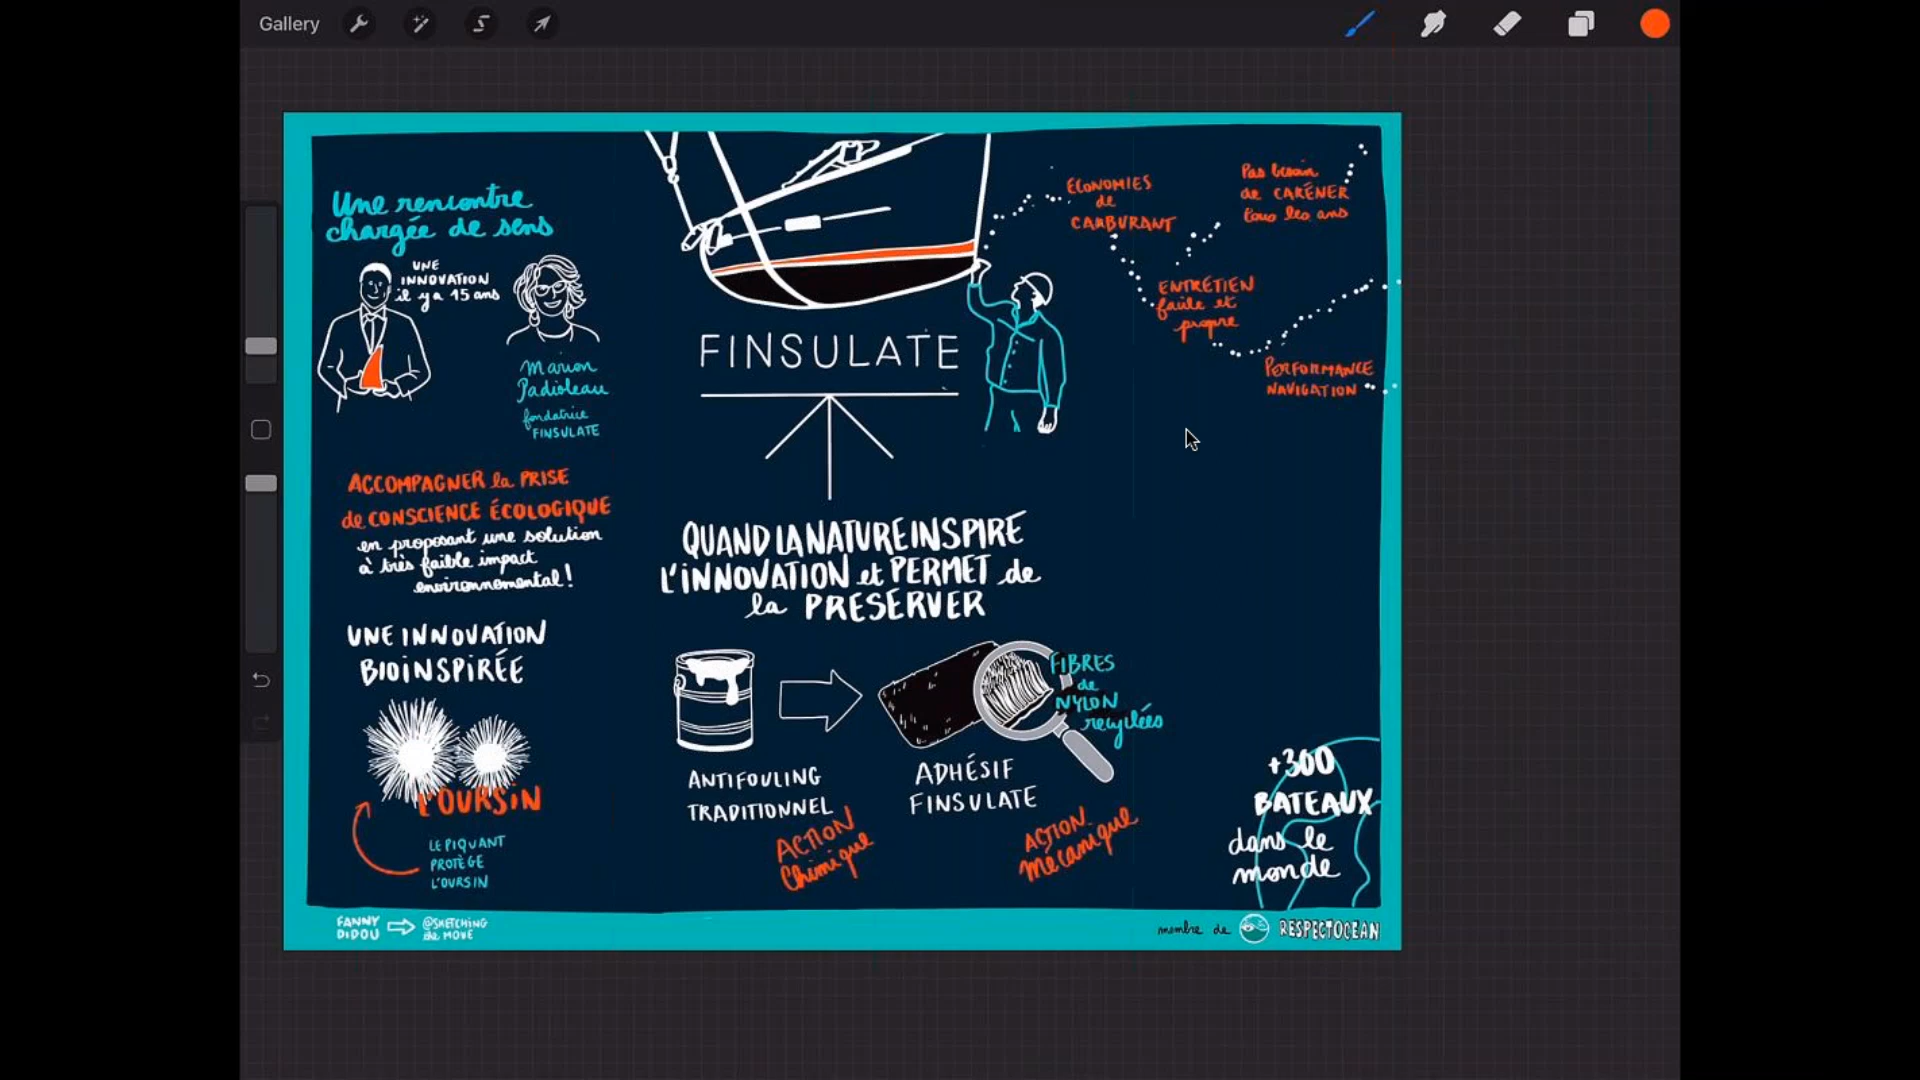 Gallery
Une rencontre
chargée de sens
UNE
INNOVATION
il y a 15 ans
Marion
Padioleau
fondatrice
FINSULATE
ACCOMPAGNER la PRISE
de CONSCIENCE ÉCOLOGIQUE
en proposant une solution
à très faible impact
environnemental!
UNE INNOVATION
BIOINSPIRÉE
L'OURSIN
LE PIQUANT
PROTÈGE
L'OURSIN
FINSULATE
QUAND LA NATURE INSPIRE
L'INNOVATION et PERMET de
la PRESERVER
ANTIFOULING
TRADITIONNEL
ACTION
Chimique
ADHÉSIF
FINSULATE
ACTION
Mécanique
FIBRES
de
NYLON
recyclées
ECONOMIES
de
CARBURANT
Pas besoin
de CARÉNER
tous les ans
ENTRETIEN
facile et
propre
PERFORMANCE
NAVIGATION
+300
BATEAUX
dans le
monde
FANNY
DIDOU
@SKETCHING
the MOVE
membre de RESPECTOCEAN